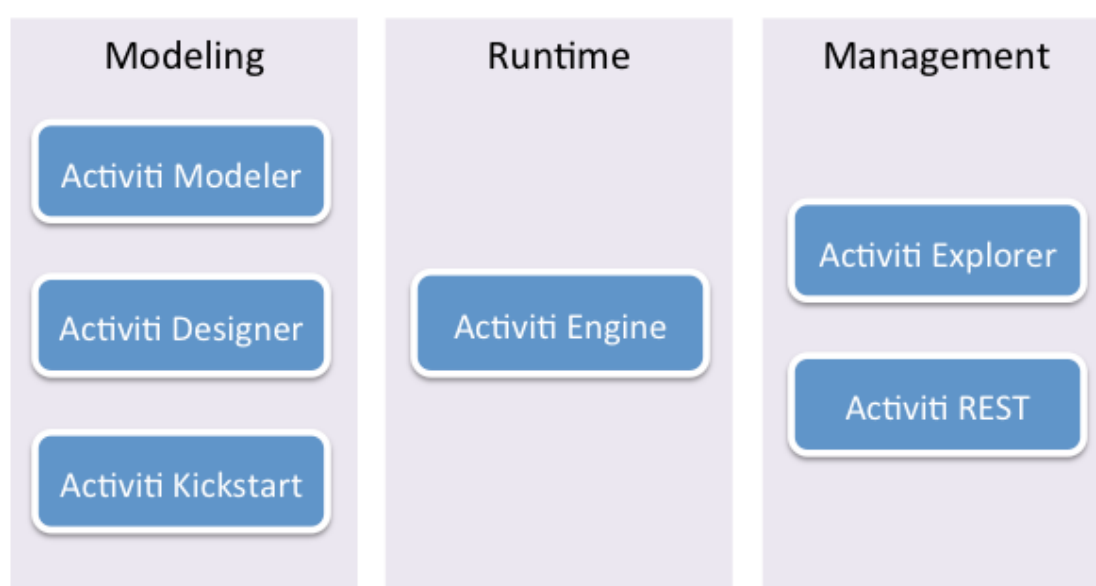 Modeling
Activiti Modeler
Activiti Designer
Activiti Kickstart
Runtime
Activiti Engine
Management
Activiti Explorer
Activiti REST